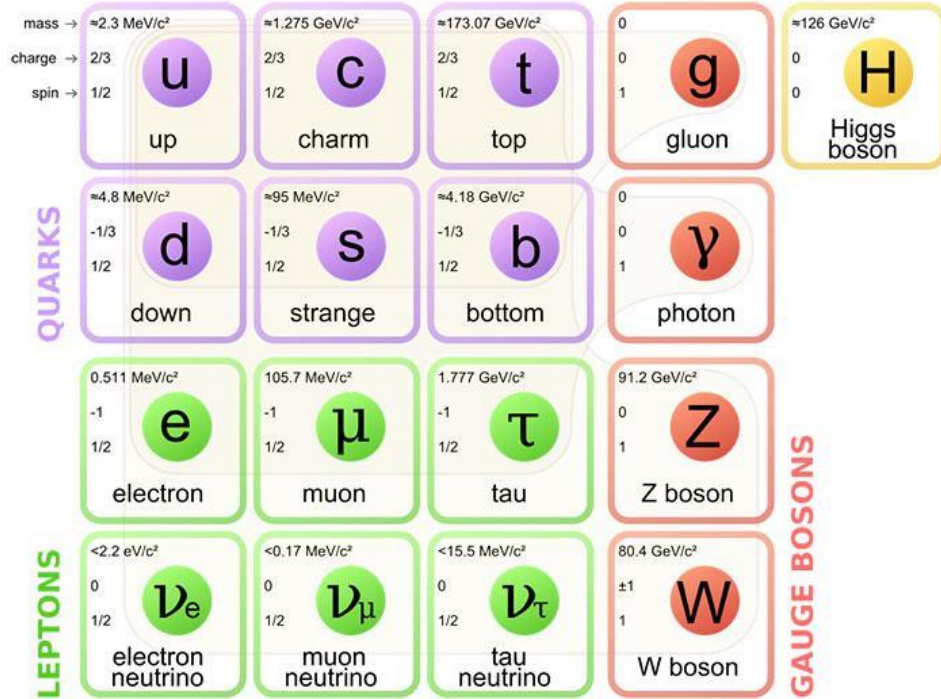 mass → ≈2.3 MeV/c² ≈1.275 GeV/c² ≈173.07 GeV/c² 0 ≈126 GeV/c²
charge → 2/3 2/3 2/3 0 0
spin → 1/2 1/2 1/2 1 0
u c t g H
up charm top gluon Higgs
boson
QUARKS
≈4.8 MeV/c² ≈95 MeV/c² ≈4.18 GeV/c² 0
-1/3 -1/3 -1/3 0
1/2 1/2 1/2 1
d s b γ
down strange bottom photon
0.511 MeV/c² 105.7 MeV/c² 1.777 GeV/c² 91.2 GeV/c²
-1 -1 -1 0
1/2 1/2 1/2 1
e μ τ Z
electron muon tau Z boson
LEPTONS
<2.2 eV/c² <0.17 MeV/c² <15.5 MeV/c² 80.4 GeV/c²
0 0 0 ±1
1/2 1/2 1/2 1
νe νμ ντ W
electron muon tau W boson
neutrino neutrino neutrino
GAUGE BOSONS